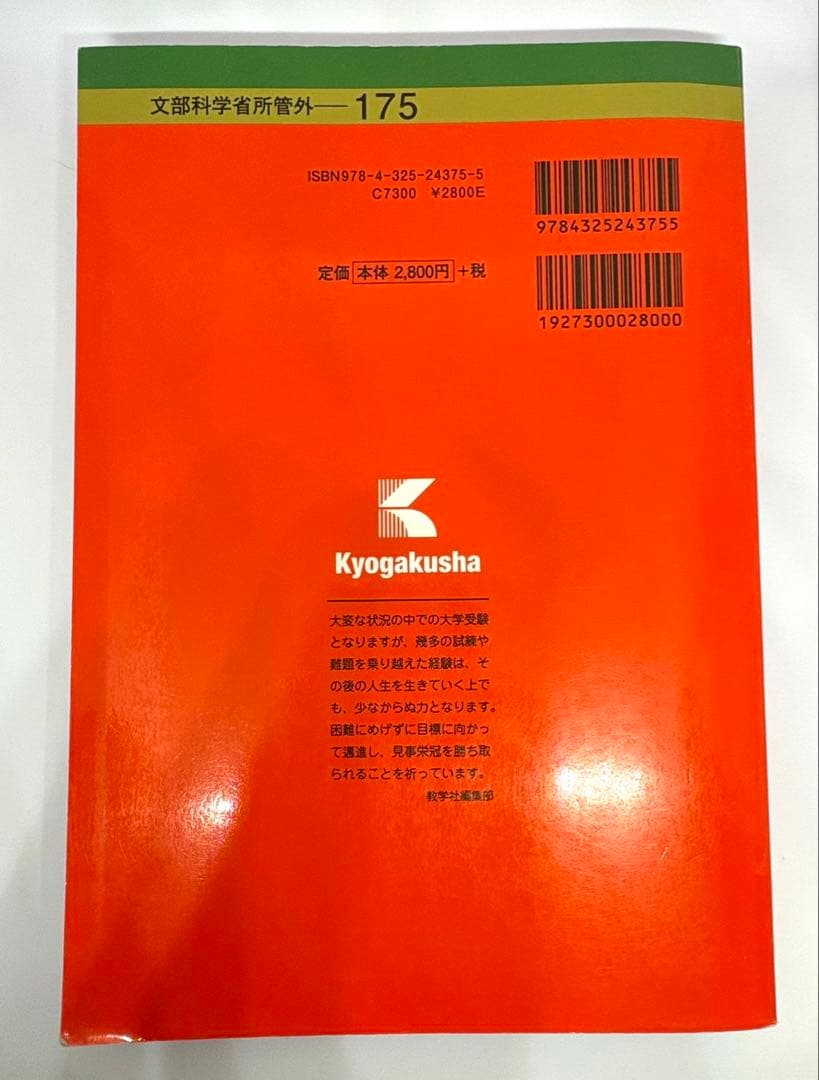 文部科学省所管外―175
ISBN978-4-325-24375-5
C7300 ¥2800E
9784325243755
定価 本体 2,800円 +税
1927300028000
Kyogakusha
大変な状況の中での大学受験
となりますが、幾多の試練や
難題を乗り越えた経験は、そ
の後の人生を生きていく上で
も、少なからぬ力となります。
困難にめげずに目標に向かっ
て邁進し、見事栄冠を勝ち取
られることを祈っています。
教学社編集部